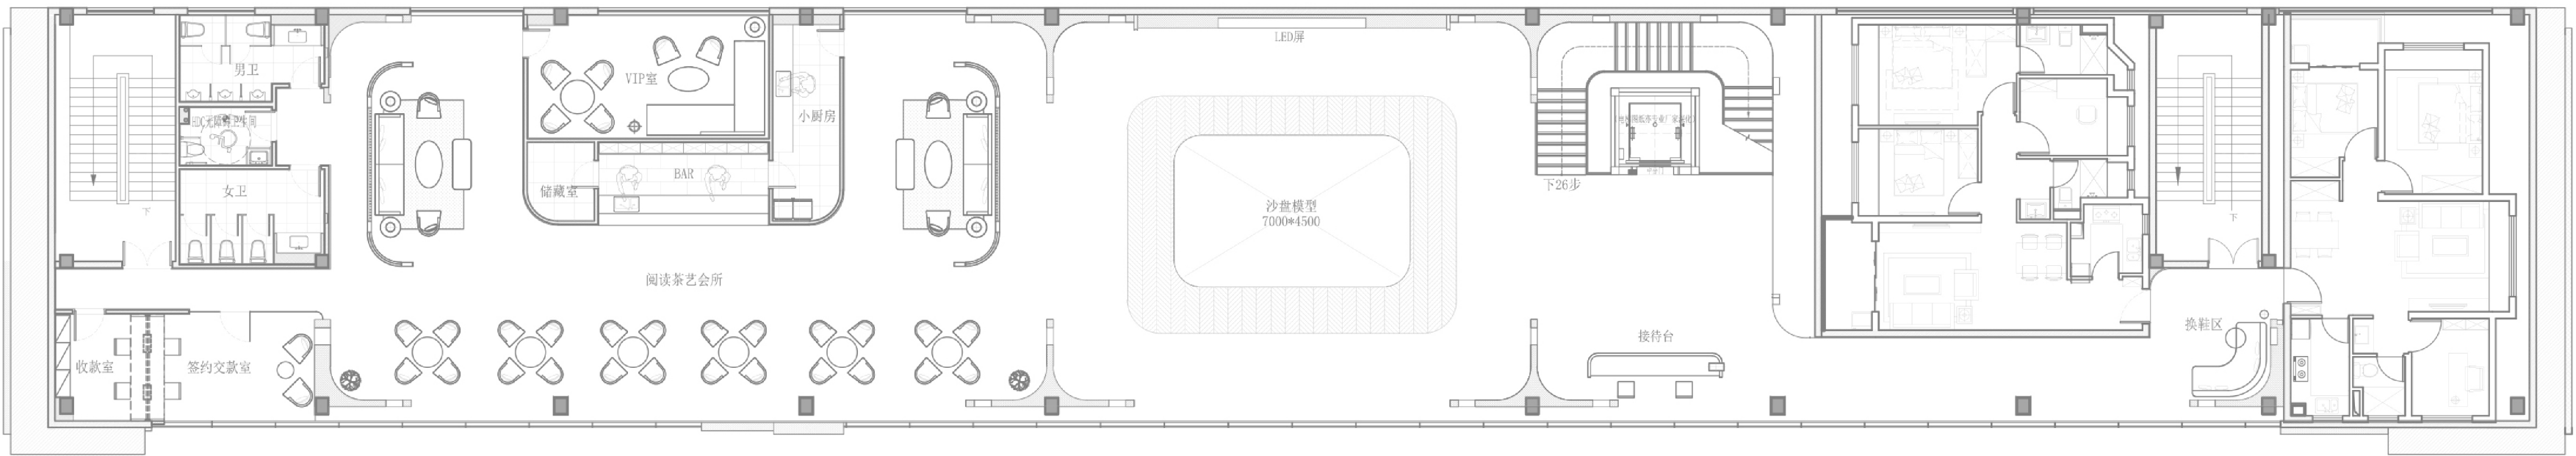 LED屏
男卫
VIP室
小厨房
女卫
储藏室
BAR
下26步
沙盘模型
7000*4500
下
下
阅读茶艺会所
接待台
换鞋区
收款室
签约交款室